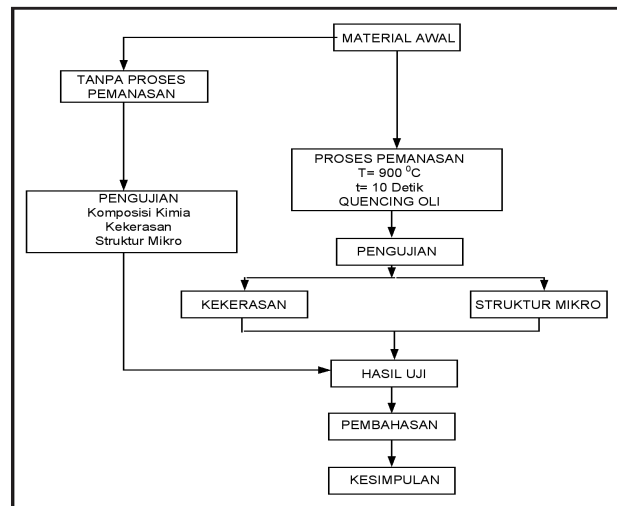 MATERIAL AWAL
TANPA PROSES
PEMANASAN
PROSES PEMANASAN
T= 900 ⁰C
t= 10 Detik
QUENCING OLI
PENGUJIAN
Komposisi Kimia
Kekerasan
Struktur Mikro
PENGUJIAN
KEKERASAN
STRUKTUR MIKRO
HASIL UJI
PEMBAHASAN
KESIMPULAN